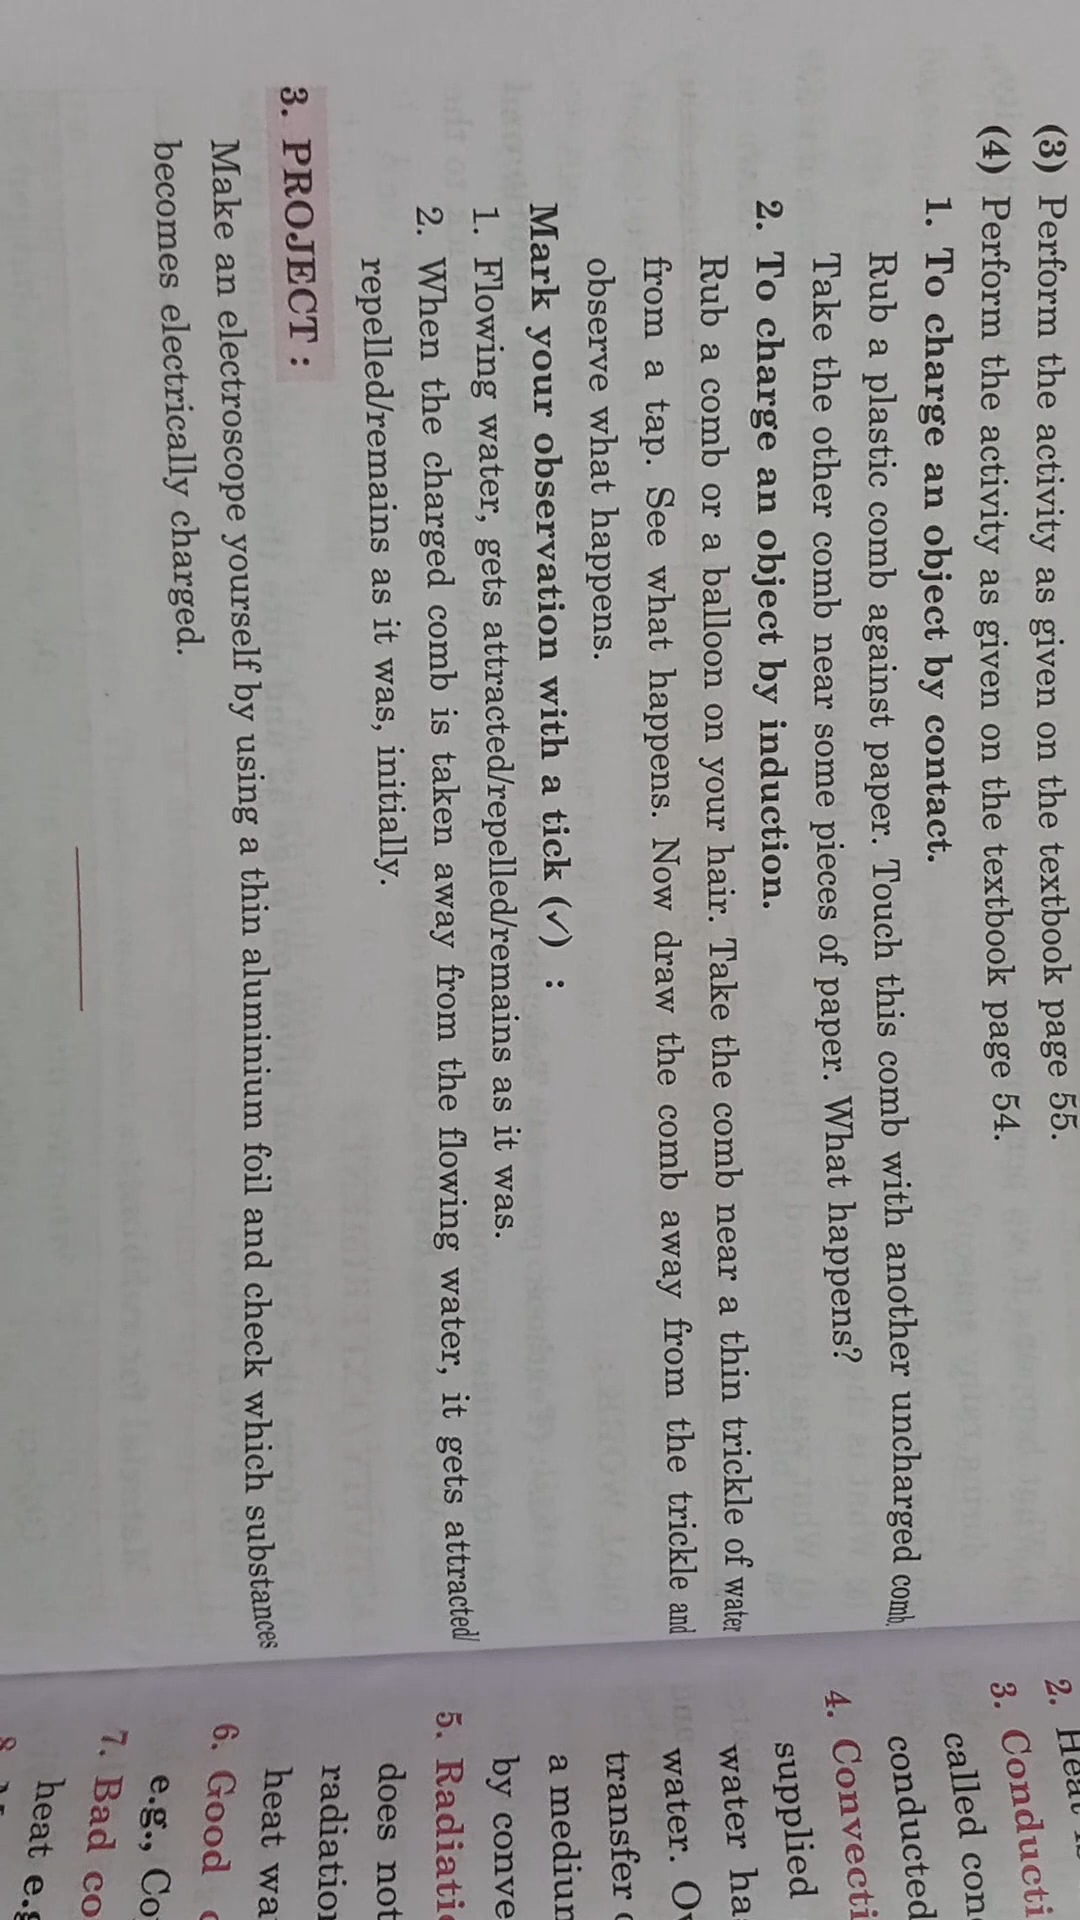 (3) Perform the activity as given on the textbook page 55.
(4) Perform the activity as given on the textbook page 54.
1. To charge an object by contact.
Rub a plastic comb against paper. Touch this comb with another uncharged comb.
Take the other comb near some pieces of paper. What happens?
2. To charge an object by induction.
Rub a comb or a balloon on your hair. Take the comb near a thin trickle of water
from a tap. See what happens. Now draw the comb away from the trickle and
observe what happens.
Mark your observation with a tick (✓) :
1. Flowing water, gets attracted/repelled/remains as it was.
2. When the charged comb is taken away from the flowing water, it gets attracted/
repelled/remains as it was, initially.
3. PROJECT :
Make an electroscope yourself by using a thin aluminium foil and check which substances
becomes electrically charged.
2. Heat
3. Conducti
called con
conducted
4. Convecti
supplied
water ha
water. O
transfer
a medium
by conve
5. Radiati
does not
radiation
heat wa
6. Good
e.g., Co
7. Bad co
heat e.g
8.